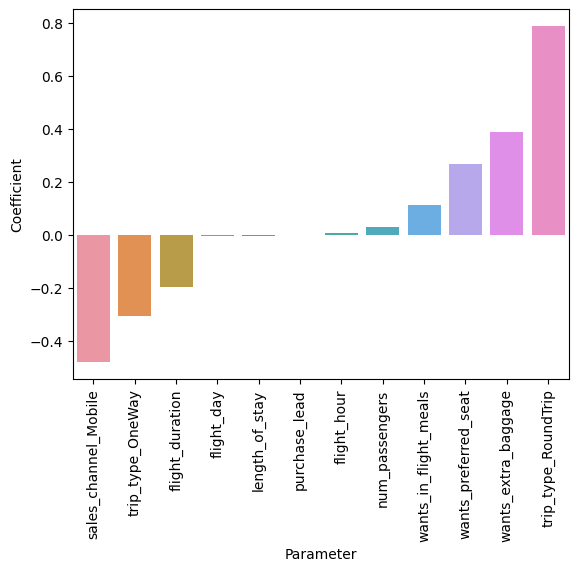 0.8
0.6
0.4
0.2
0.0
−0.2
−0.4
Coefficient
sales_channel_Mobile
trip_type_OneWay
flight_duration
flight_day
length_of_stay
purchase_lead
flight_hour
num_passengers
wants_in_flight_meals
wants_preferred_seat
wants_extra_baggage
trip_type_RoundTrip
Parameter